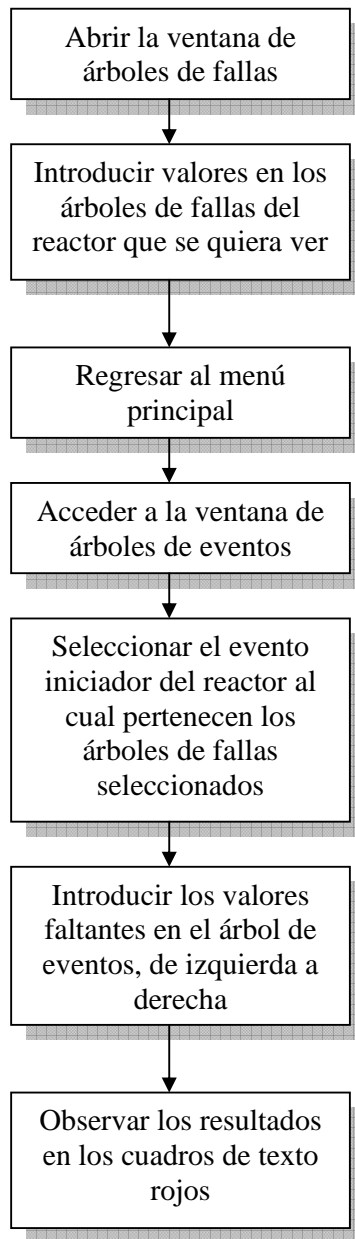 Abrir la ventana de
árboles de fallas
Introducir valores en los
árboles de fallas del
reactor que se quiera ver
Regresar al menú
principal
Acceder a la ventana de
árboles de eventos
Seleccionar el evento
iniciador del reactor al
cual pertenecen los
árboles de fallas
seleccionados
Introducir los valores
faltantes en el árbol de
eventos, de izquierda a
derecha
Observar los resultados
en los cuadros de texto
rojos